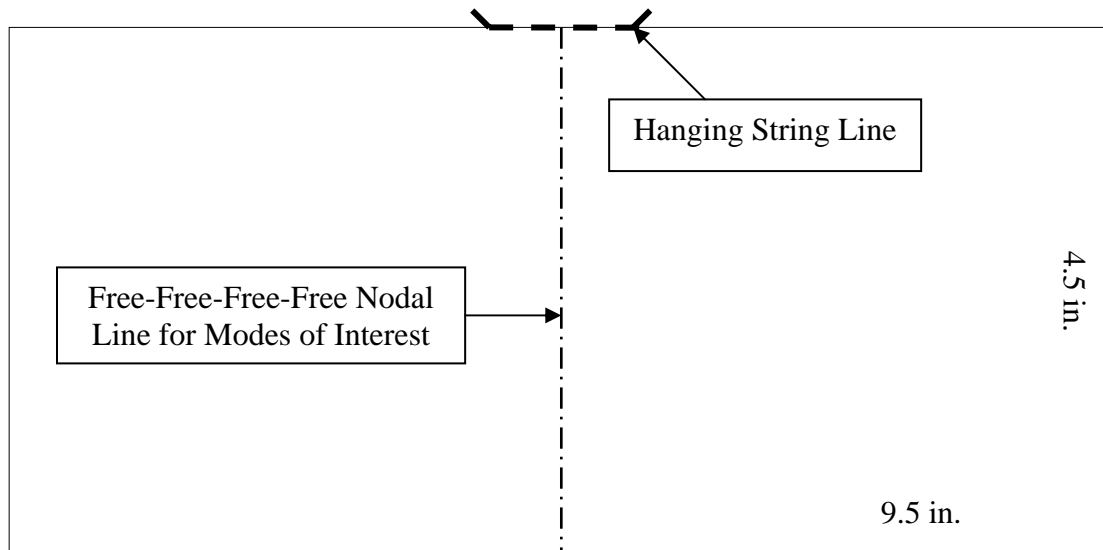 Hanging String Line
Free-Free-Free-Free Nodal
Line for Modes of Interest
4.5 in.
9.5 in.